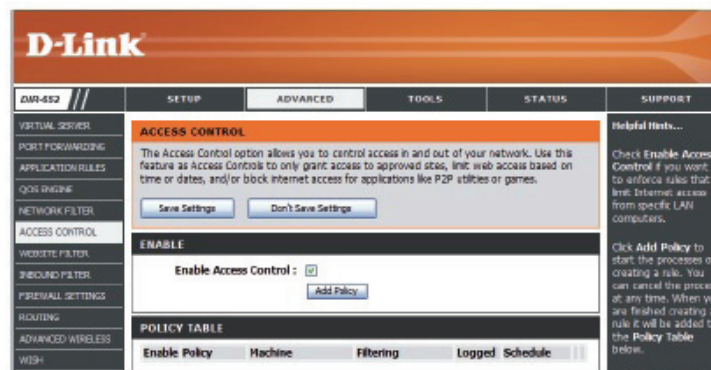 D-Link
DIR-652
SETUP
ADVANCED
TOOLS
STATUS
SUPPORT
VIRTUAL SERVER
PORT FORWARDING
APPLICATION RULES
QOS ENGINE
NETWORK FILTER
ACCESS CONTROL
WEBSITE FILTER
INBOUND FILTER
FIREWALL SETTINGS
ROUTING
ADVANCED WIRELESS
WISH
ACCESS CONTROL
The Access Control option allows you to control access in and out of your network. Use this
feature as Access Controls to only grant access to approved sites, limit web access based on
time or dates, and/or block internet access for applications like P2P utilities or games.
Save Settings
Don't Save Settings
ENABLE
Enable Access Control :
Add Policy
POLICY TABLE
Enable Policy Machine Filtering Logged Schedule
Helpful Hints...
Check Enable Access
Control if you want
to enforce rules that
limit Internet access
from specific LAN
computers.
Click Add Policy to
start the processes o
creating a rule. You
can cancel the proce
at any time. When yo
are finished creating a
rule it will be added t
the Policy Table
below.